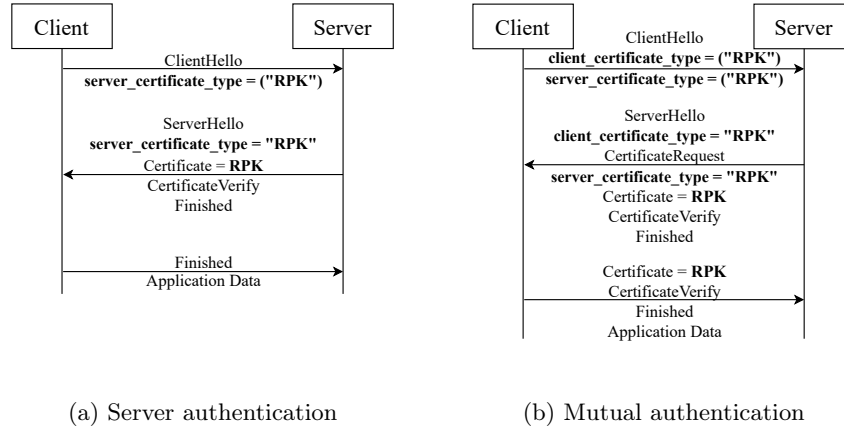 Client
Server
ClientHello
server_certificate_type = ("RPK")
ServerHello
server_certificate_type = "RPK"
Certificate = RPK
CertificateVerify
Finished
Finished
Application Data
(a) Server authentication
Client
Server
ClientHello
client_certificate_type = ("RPK")
server_certificate_type = ("RPK")
ServerHello
client_certificate_type = "RPK"
CertificateRequest
server_certificate_type = "RPK"
Certificate = RPK
CertificateVerify
Finished
Certificate = RPK
CertificateVerify
Finished
Application Data
(b) Mutual authentication